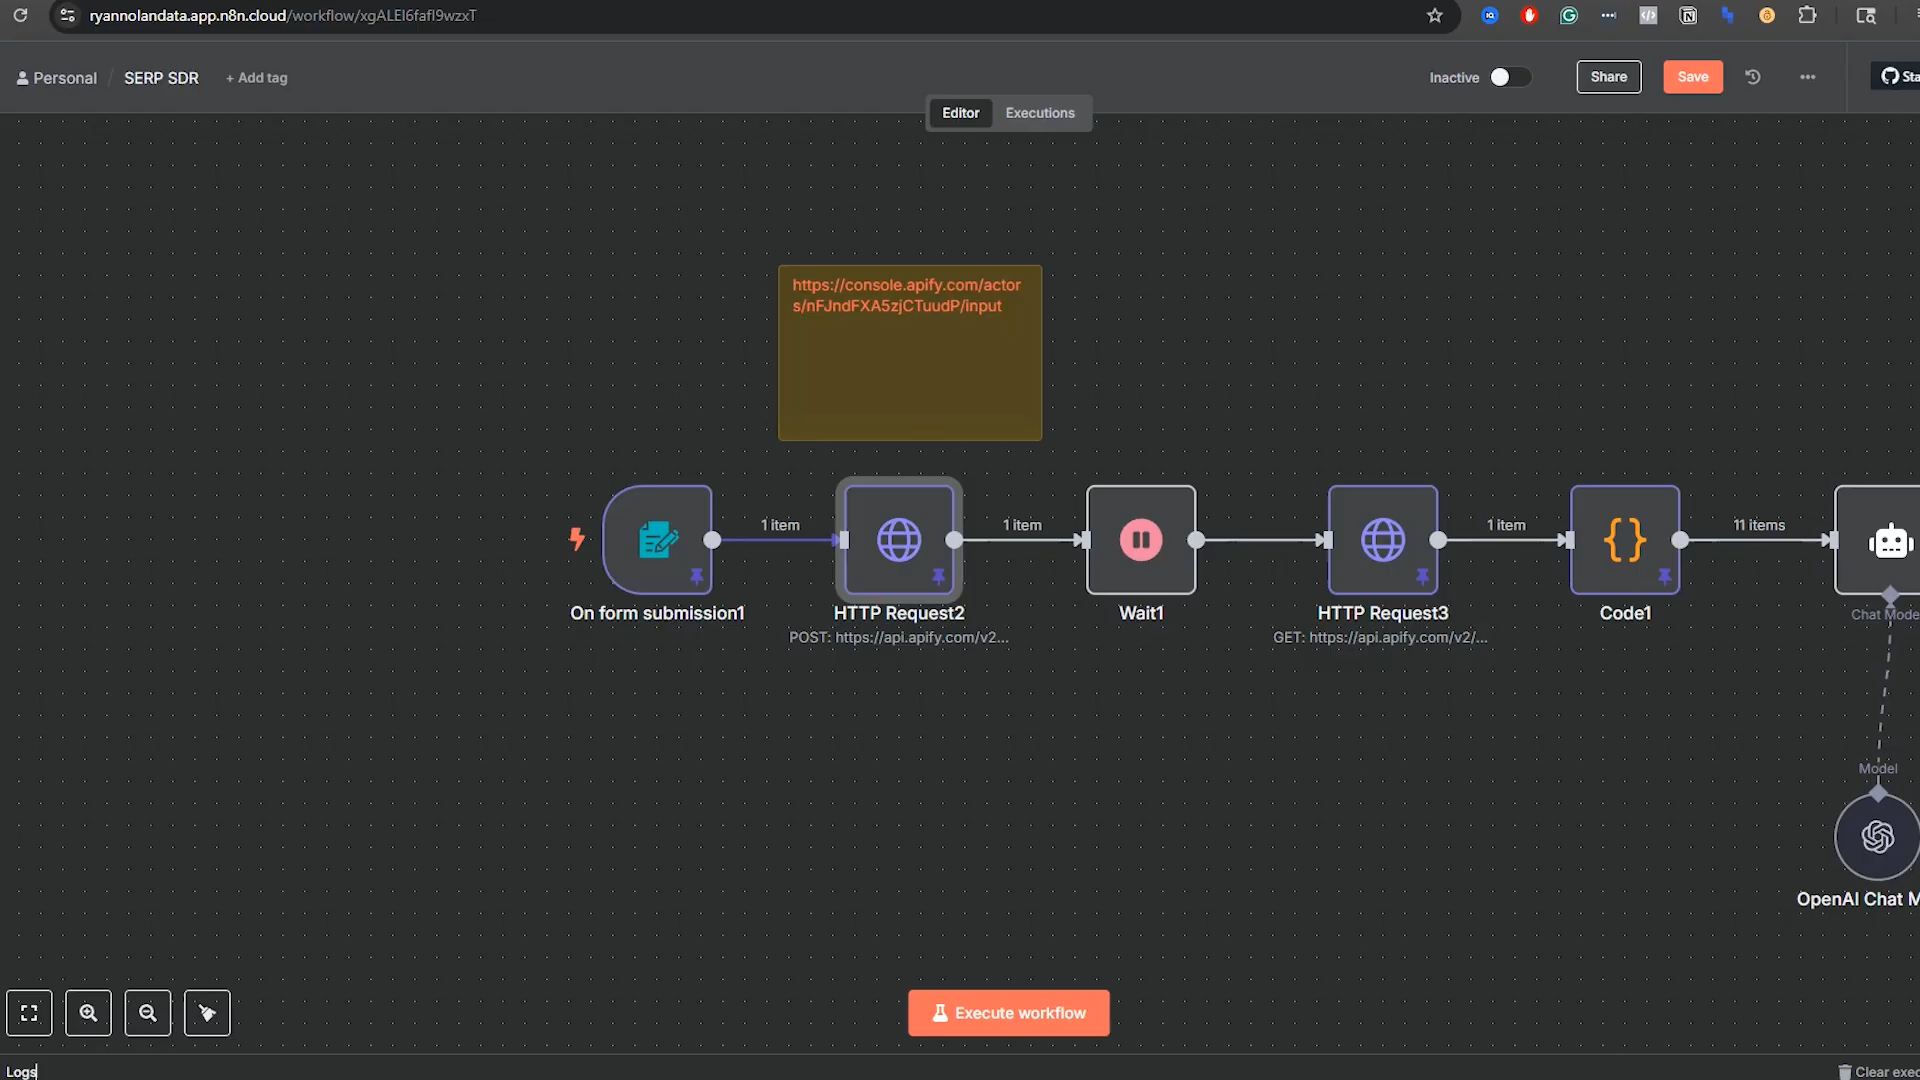 ryannolandata.app.n8n.cloud/workflow/xgALEI6fafI9wzxT
Personal / SERP SDR + Add tag
Inactive
Share
Save
Sta
Editor
Executions
https://console.apify.com/actor
s/nFJndFXA5zjCTuudP/input
1 item
1 item
1 item
11 items
On form submission1
HTTP Request2
POST: https://api.apify.com/v2...
Wait1
HTTP Request3
GET: https://api.apify.com/v2/...
Code1
Chat Mode
Model
OpenAI Chat M
Execute workflow
Logs
Clear exec